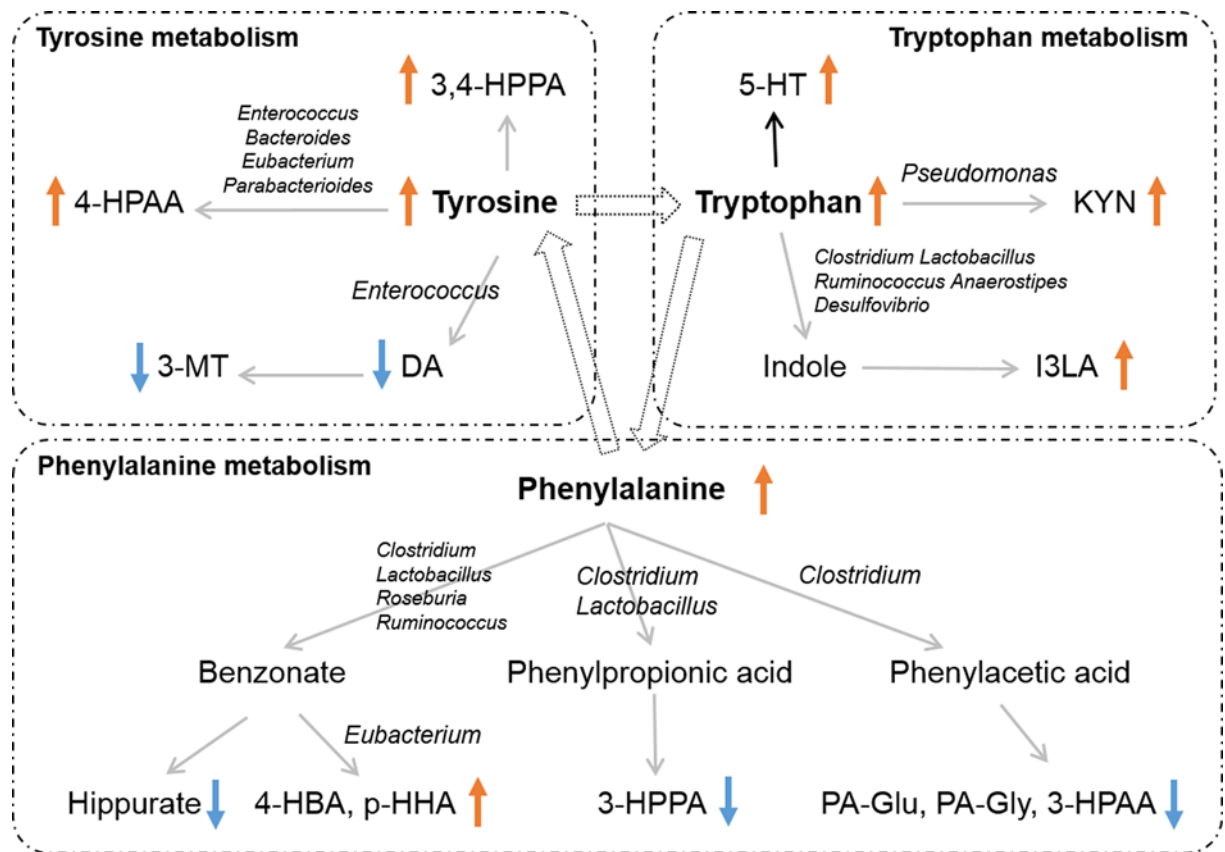 Tyrosine metabolism
3,4-HPPA
Enterococcus
Bacteroides
Eubacterium
Parabacterioides
4-HPAA
Tyrosine
Enterococcus
3-MT
DA
Tryptophan metabolism
5-HT
Pseudomonas
Tryptophan
KYN
Clostridium Lactobacillus
Ruminococcus Anaerostipes
Desulfovibrio
Indole
I3LA
Phenylalanine metabolism
Phenylalanine
Clostridium
Lactobacillus
Roseburia
Ruminococcus
Clostridium
Lactobacillus
Clostridium
Benzonate
Phenylpropionic acid
Phenylacetic acid
Eubacterium
Hippurate
4-HBA, p-HHA
3-HPPA
PA-Glu, PA-Gly, 3-HPAA